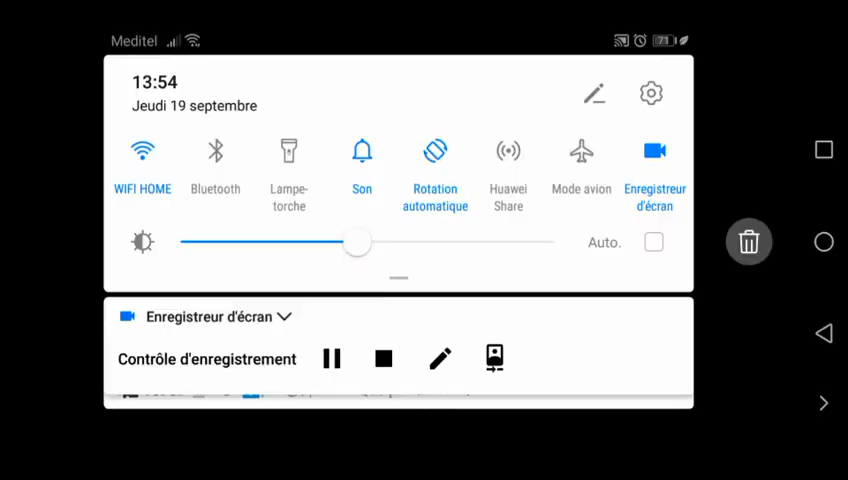 Meditel
71
13:54
Jeudi 19 septembre
WIFI HOME
Bluetooth
Lampe-
torche
Son
Rotation
automatique
Huawei
Share
Mode avion
Enregistreur
d'écran
Auto.
Enregistreur d'écran
Contrôle d'enregistrement